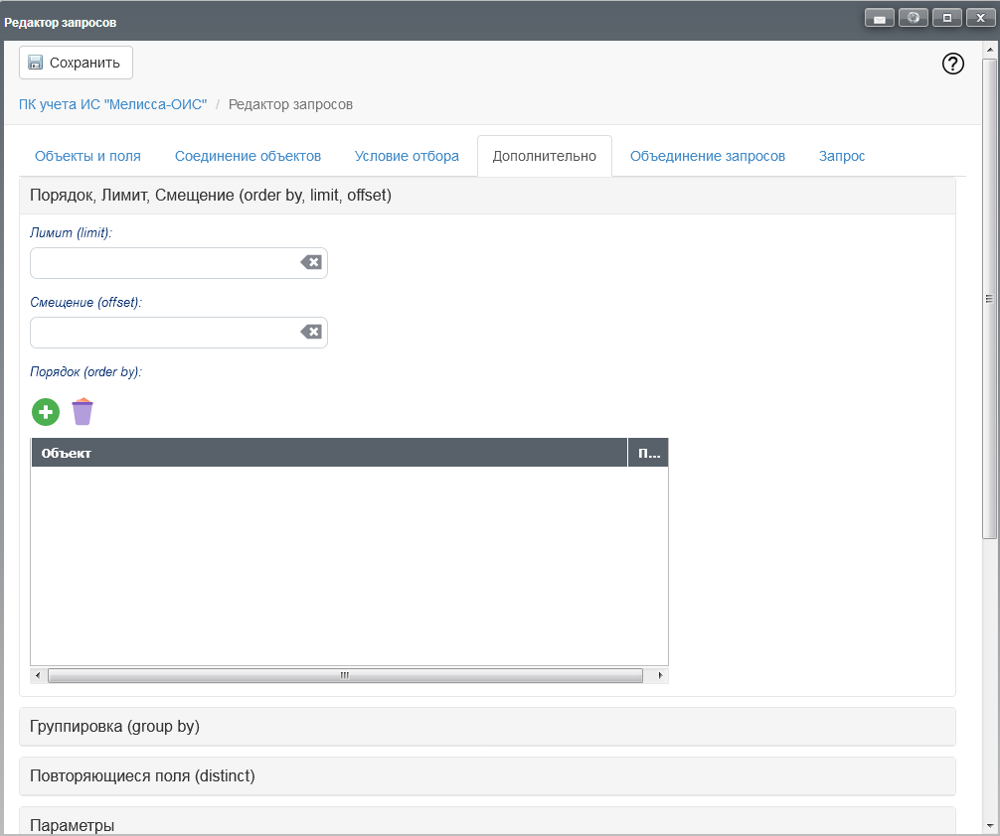 Редактор запросов
Сохранить
ПК учета ИС "Мелисса-ОИС" / Редактор запросов
Объекты и поля Соединение объектов Условие отбора Дополнительно Объединение запросов Запрос
Порядок, Лимит, Смещение (order by, limit, offset)
Лимит (limit):
Смещение (offset):
Порядок (order by):
Объект П...
Группировка (group by)
Повторяющиеся поля (distinct)
Параметры